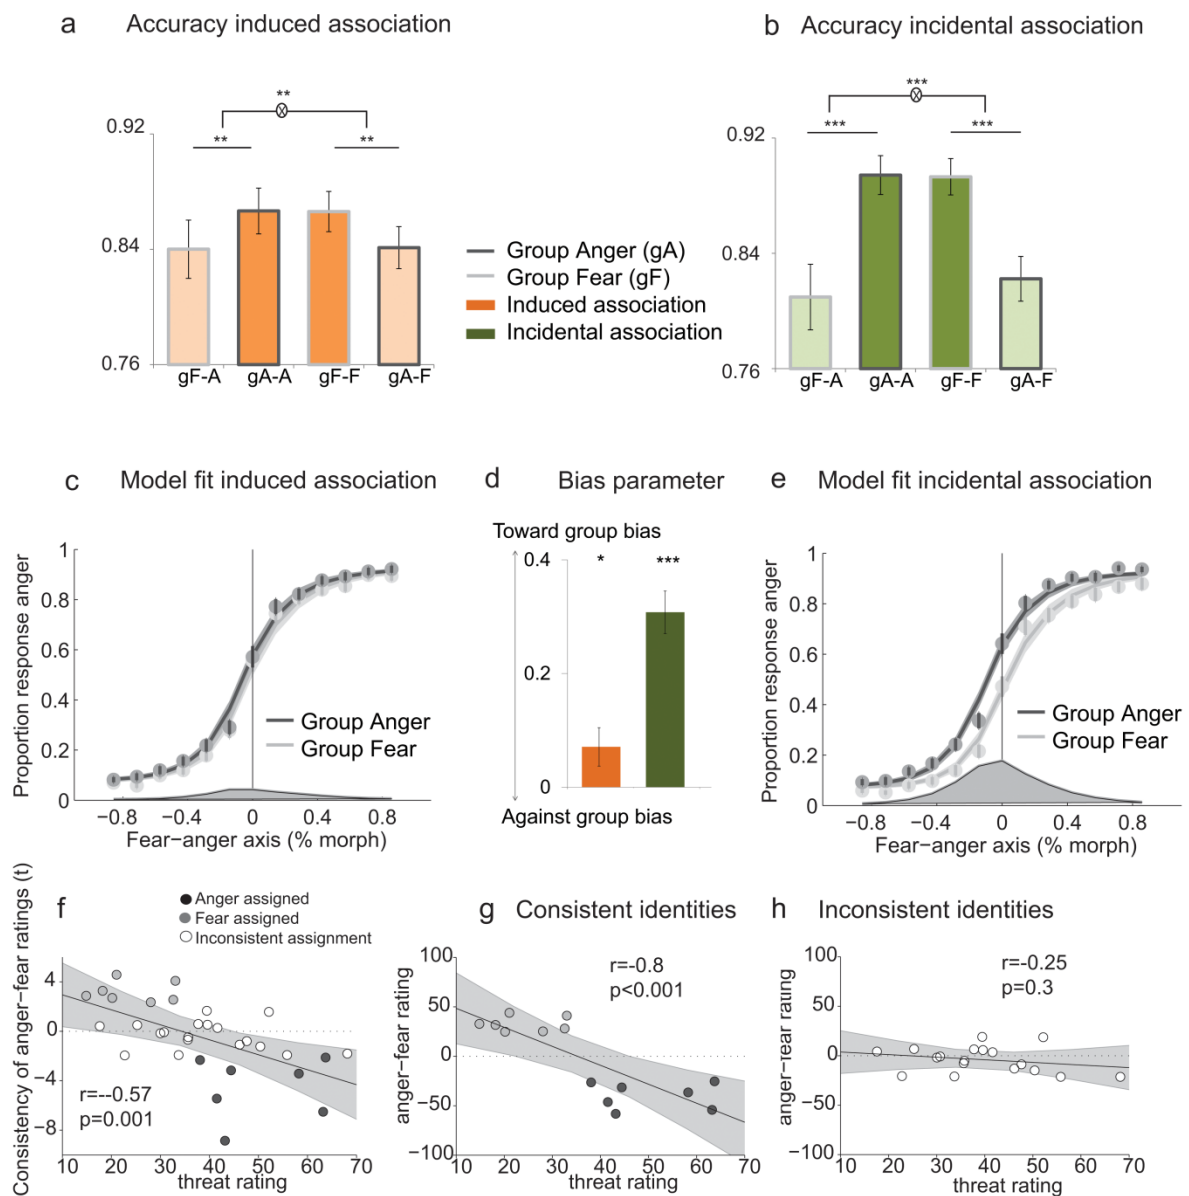 a Accuracy induced association
b Accuracy incidental association
**
** **
0.92
0.84
0.76
gF-A gA-A gF-F gA-F
Group Anger (gA)
Group Fear (gF)
Induced association
Incidental association
***
*** ***
0.92
0.84
0.76
gF-A gA-A gF-F gA-F
c Model fit induced association
Proportion response anger
1
0.8
0.6
0.4
0.2
0
Group Anger
Group Fear
−0.8 −0.4 0 0.4 0.8
Fear−anger axis (% morph)
d Bias parameter
Toward group bias
0.4
0.2
0
* ***
Against group bias
e Model fit incidental association
Proportion response anger
1
0.8
0.6
0.4
0.2
0
Group Anger
Group Fear
−0.8 −0.4 0 0.4 0.8
Fear−anger axis (% morph)
f
Anger assigned
Fear assigned
Inconsistent assignment
Consistency of anger−fear ratings (t)
4
0
−4
−8
r=--0.57
p=0.001
10 20 30 40 50 60 70
threat rating
g Consistent identities
anger−fear rating
100
50
0
−50
−100
r=-0.8
p<0.001
10 20 30 40 50 60 70
threat rating
h Inconsistent identities
anger−fear rating
100
50
0
−50
−100
r=-0.25
p=0.3
10 20 30 40 50 60 70
threat rating